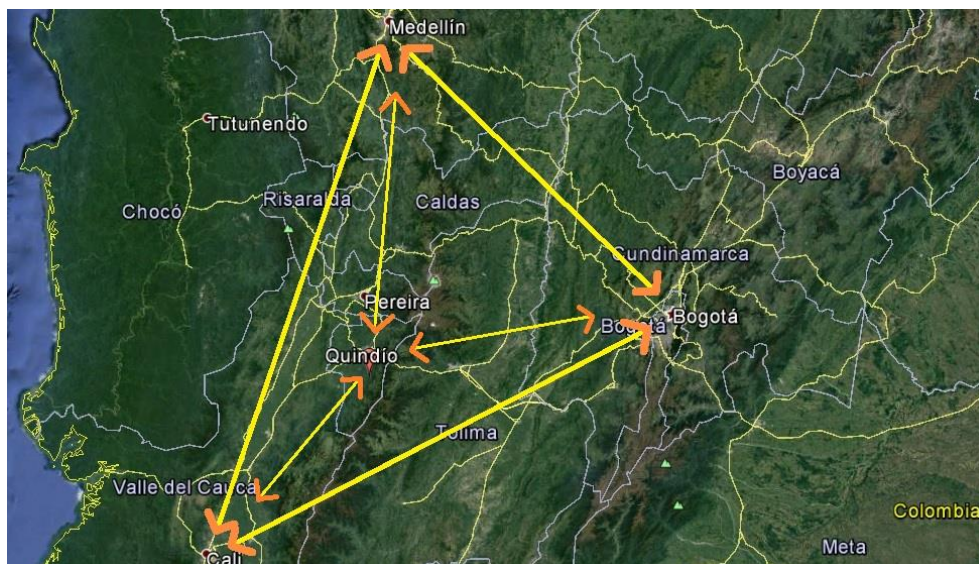 Medellín
Tutunendo
Boyacá
Risaralda
Caldas
Chocó
Cundinamarca
Pereira
Bogotá
Bogotá
Quindío
Tolima
Valle del Cauca
Colombia
Meta
Cali